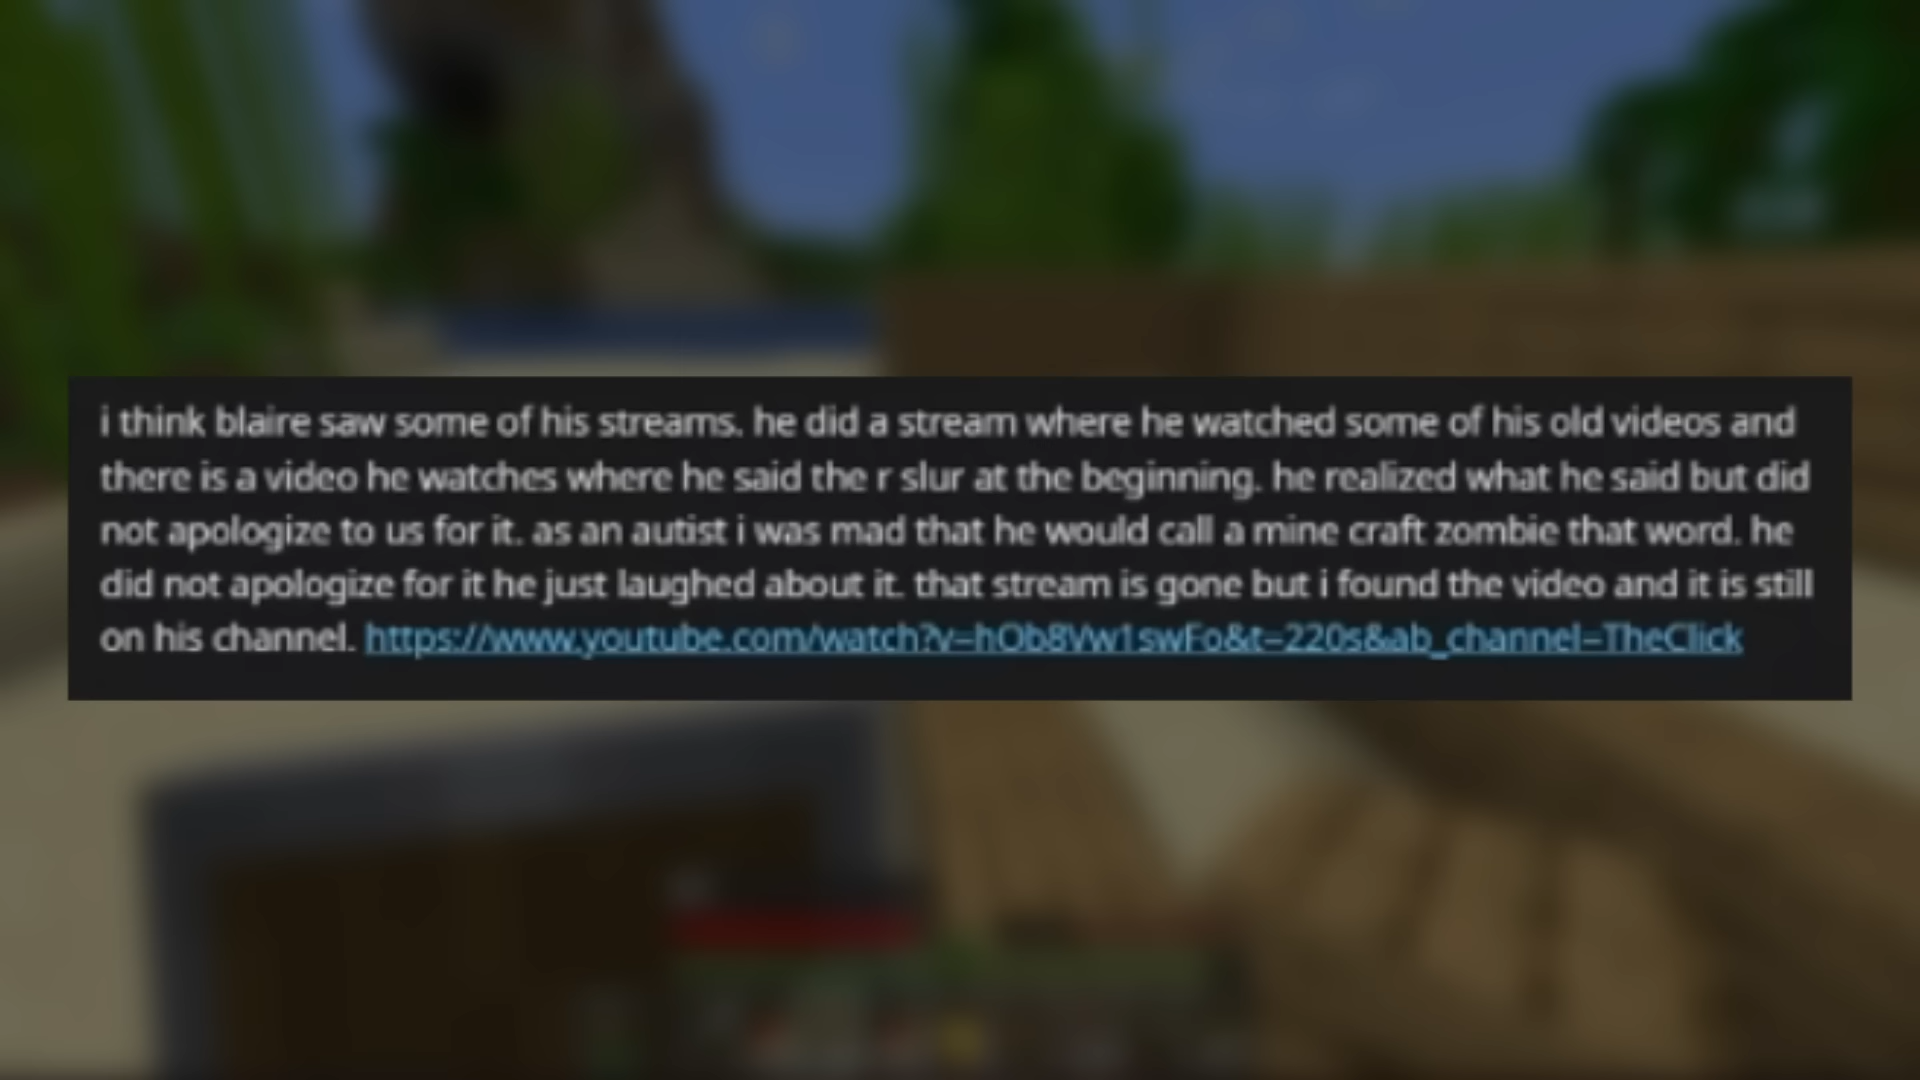 i think blaire saw some of his streams. he did a stream where he watched some of his old videos and
there is a video he watches where he said the r slur at the beginning. he realized what he said but did
not apologize to us for it. as an autist i was mad that he would call a mine craft zombie that word. he
did not apologize for it he just laughed about it. that stream is gone but i found the video and it is still
on his channel. https://www.youtube.com/watch?v=hOb8Vw1swFo&t=220s&ab_channel=TheClick